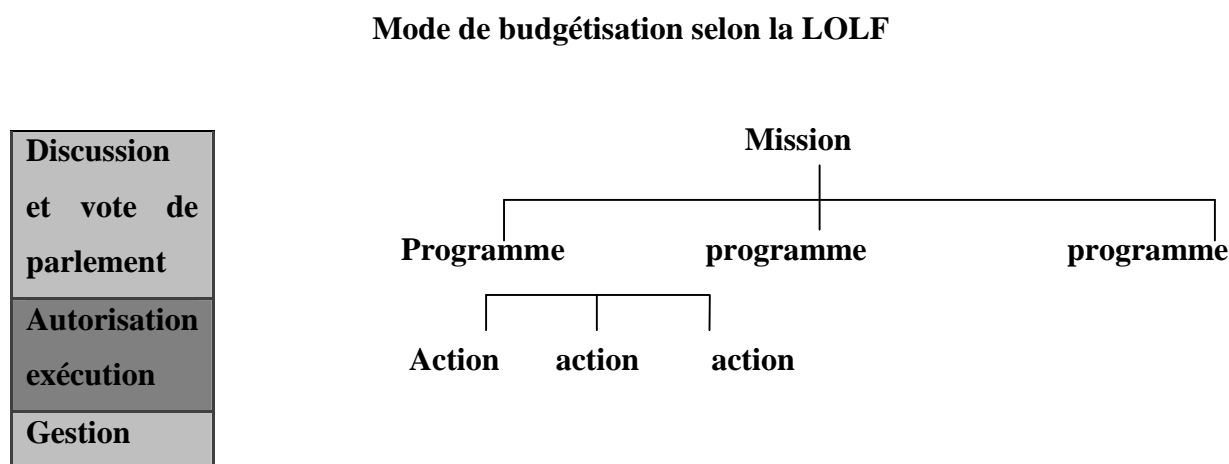 Mode de budgétisation selon la LOLF
Discussion
et vote de
parlement
Autorisation
exécution
Gestion
Mission
Programme programme programme
Action action action